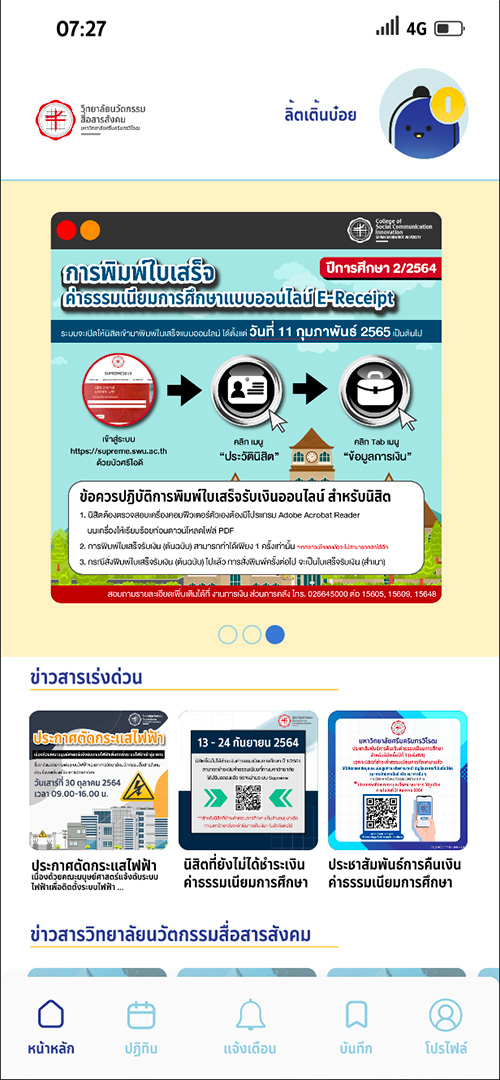 07:27
4G
วิทยาลัยนวัตกรรม
สื่อสารสังคม
มหาวิทยาลัยศรีนครินทรวิโรฒ
ลิ้ตเติ้นบ๋อย
College of
Social Communication
Innovation
การพิมพ์ใบเสร็จ
ปีการศึกษา 2/2564
ค่าธรรมเนียมการศึกษาแบบออนไลน์ E-Receipt
ระบบจะเปิดให้นิสิตเข้ามาพิมพ์ใบเสร็จแบบออนไลน์ ได้ตั้งแต่ วันที่ 11 กุมภาพันธ์ 2565 เป็นต้นไป
เข้าสู่ระบบ
https://supreme.swu.ac.th
ด้วยบัวศรีไอดี
คลิก เมนู
“ประวัตินิสิต”
คลิก Tab เมนู
“ข้อมูลการเงิน”
ข้อควรปฏิบัติการพิมพ์ใบเสร็จรับเงินออนไลน์ สำหรับนิสิต
1. นิสิตต้องตรวจสอบเครื่องคอมพิวเตอร์ตัวเองต้องมีโปรแกรม Adobe Acrobat Reader
บนเครื่องให้เรียบร้อยก่อนดาวน์โหลดไฟล์ PDF
2. การพิมพ์ใบเสร็จรับเงิน (ต้นฉบับ) สามารถทำได้เพียง 1 ครั้งเท่านั้น
3. กรณีสั่งพิมพ์ใบเสร็จรับเงิน (ต้นฉบับ) ไปแล้ว การสั่งพิมพ์ครั้งต่อไป จะเป็นใบเสร็จรับเงิน (สำเนา)
สอบถามรายละเอียดเพิ่มเติมได้ที่ งานการเงิน ส่วนการคลัง โทร. 026645000 ต่อ 15605, 15609, 15648
ข่าวสารเร่งด่วน
ประกาศตัดกระแสไฟฟ้า
วันเสาร์ที่ 30 ตุลาคม 2564
เวลา 09.00-16.00 น.
13 - 24 กันยายน 2564
มหาวิทยาลัยศรีนครินทรวิโรฒ
ประกาศตัดกระแสไฟฟ้า
เนื่องด้วยคณะมนุษยศาสตร์แจ้งดับระบบ
ไฟฟ้าเพื่อติดตั้งระบบไฟฟ้า ...
นิสิตที่ยังไม่ได้ชำระเงิน
ค่าธรรมเนียมการศึกษา
ประชาสัมพันธ์การคืนเงิน
ค่าธรรมเนียมการศึกษา
ข่าวสารวิทยาลัยนวัตกรรมสื่อสารสังคม
หน้าหลัก
ปฏิทิน
แจ้งเตือน
บันทึก
โปรไฟล์